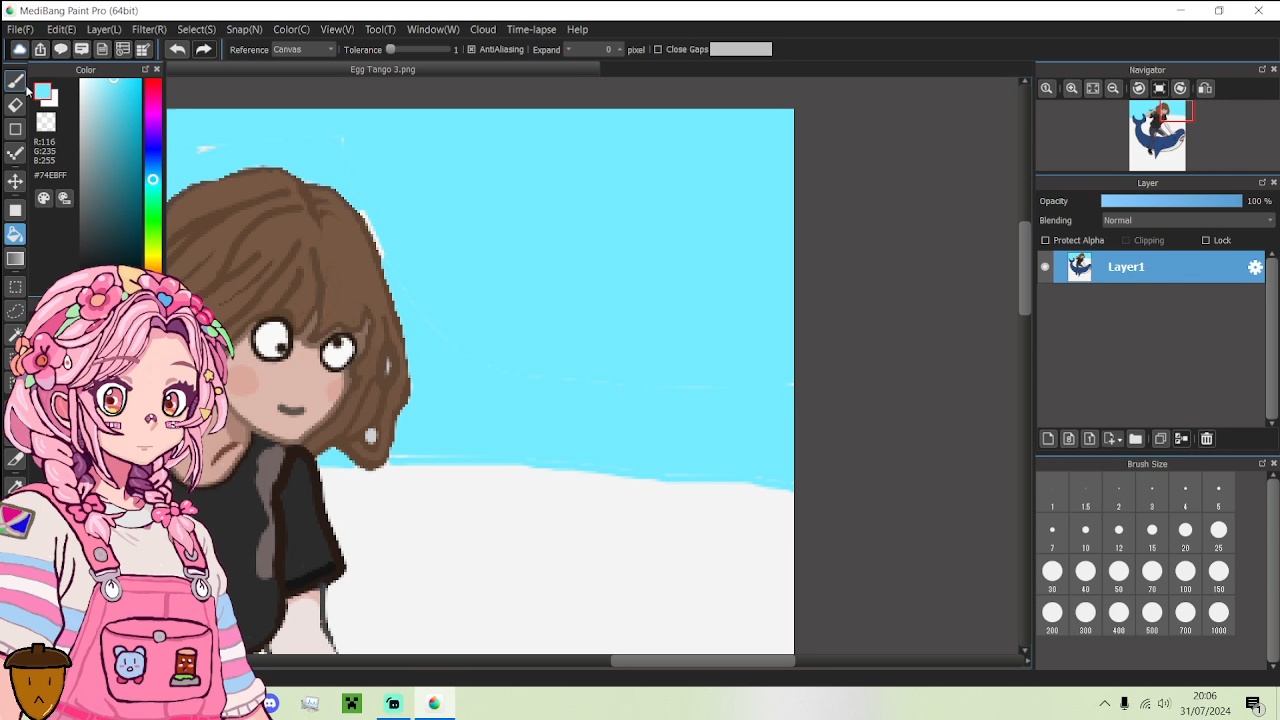 MediBang Paint Pro (64bit)
File(F) Edit(E) Layer(L) Filter(R) Select(S) Snap(N) Color(C) View(V) Tool(T) Window(W) Cloud Time-lapse Help
Reference Canvas Tolerance 1 AntiAliasing Expand 0 pixel Close Gaps
Color
Egg Tango 3.png
Navigator
R:116
G:235
B:255
#74EBFF
Layer
Opacity 100 %
Blending Normal
Protect Alpha Clipping Lock
Layer1
Brush Size
1 1.5 2 3 4 5
7 10 12 15 20 25
30 40 50 70 100 150
200 300 400 500 700 1000
20:06
31/07/2024
1